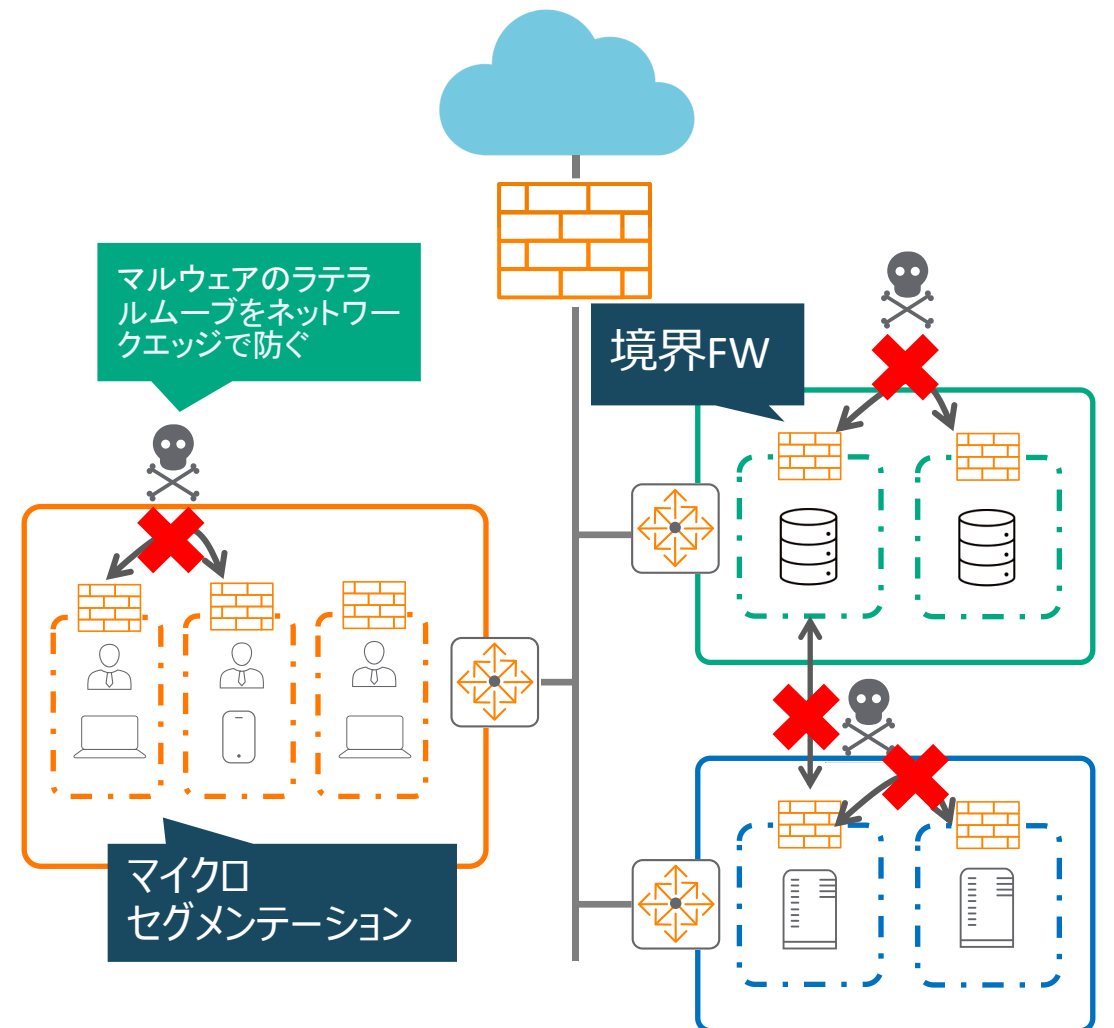 マルウェアのラテラ
ルムーブをネットワー
クエッジで防ぐ
境界FW
マイクロ
セグメンテーション